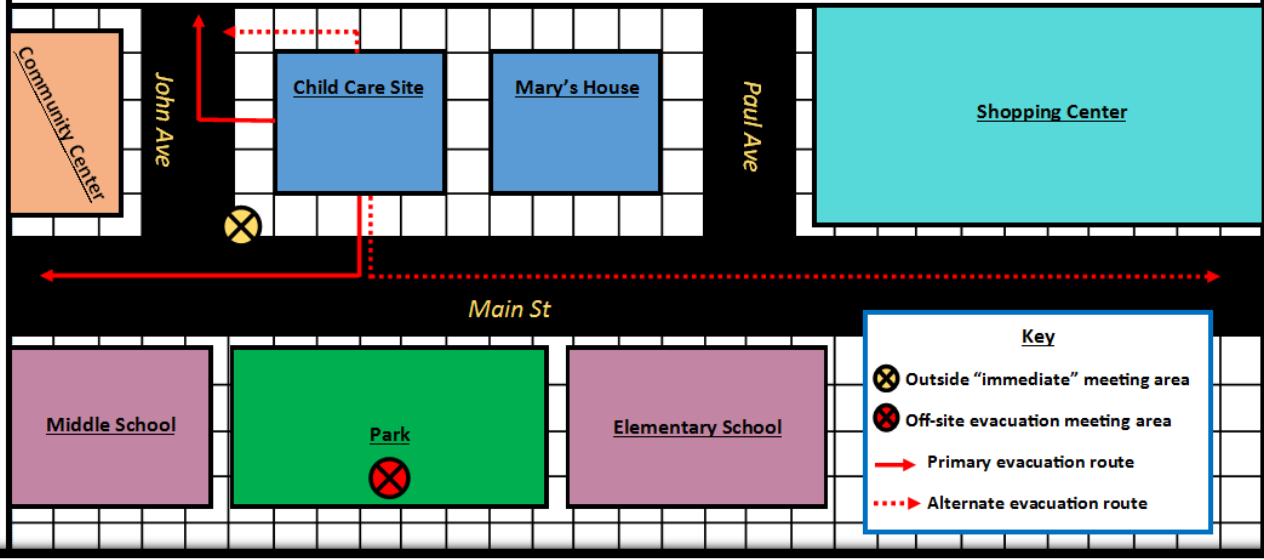 Community Center
John Ave
Child Care Site
Mary’s House
Paul Ave
Shopping Center
Main St
Middle School
Park
Elementary School
Key
Outside “immediate” meeting area
Off-site evacuation meeting area
Primary evacuation route
Alternate evacuation route